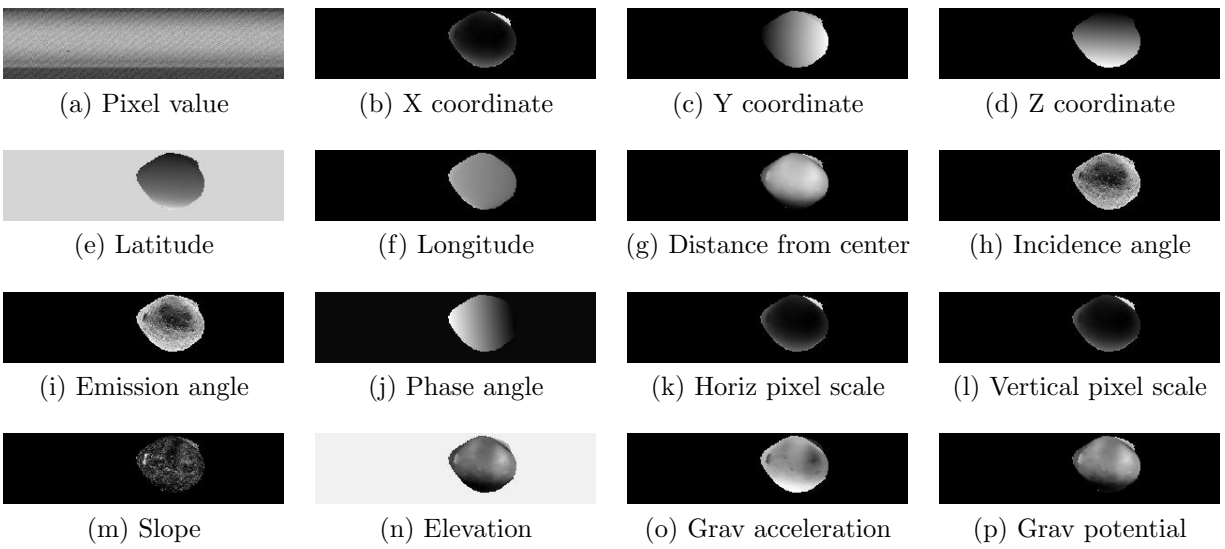 (a) Pixel value
(b) X coordinate
(c) Y coordinate
(d) Z coordinate
(e) Latitude
(f) Longitude
(g) Distance from center
(h) Incidence angle
(i) Emission angle
(j) Phase angle
(k) Horiz pixel scale
(l) Vertical pixel scale
(m) Slope
(n) Elevation
(o) Grav acceleration
(p) Grav potential